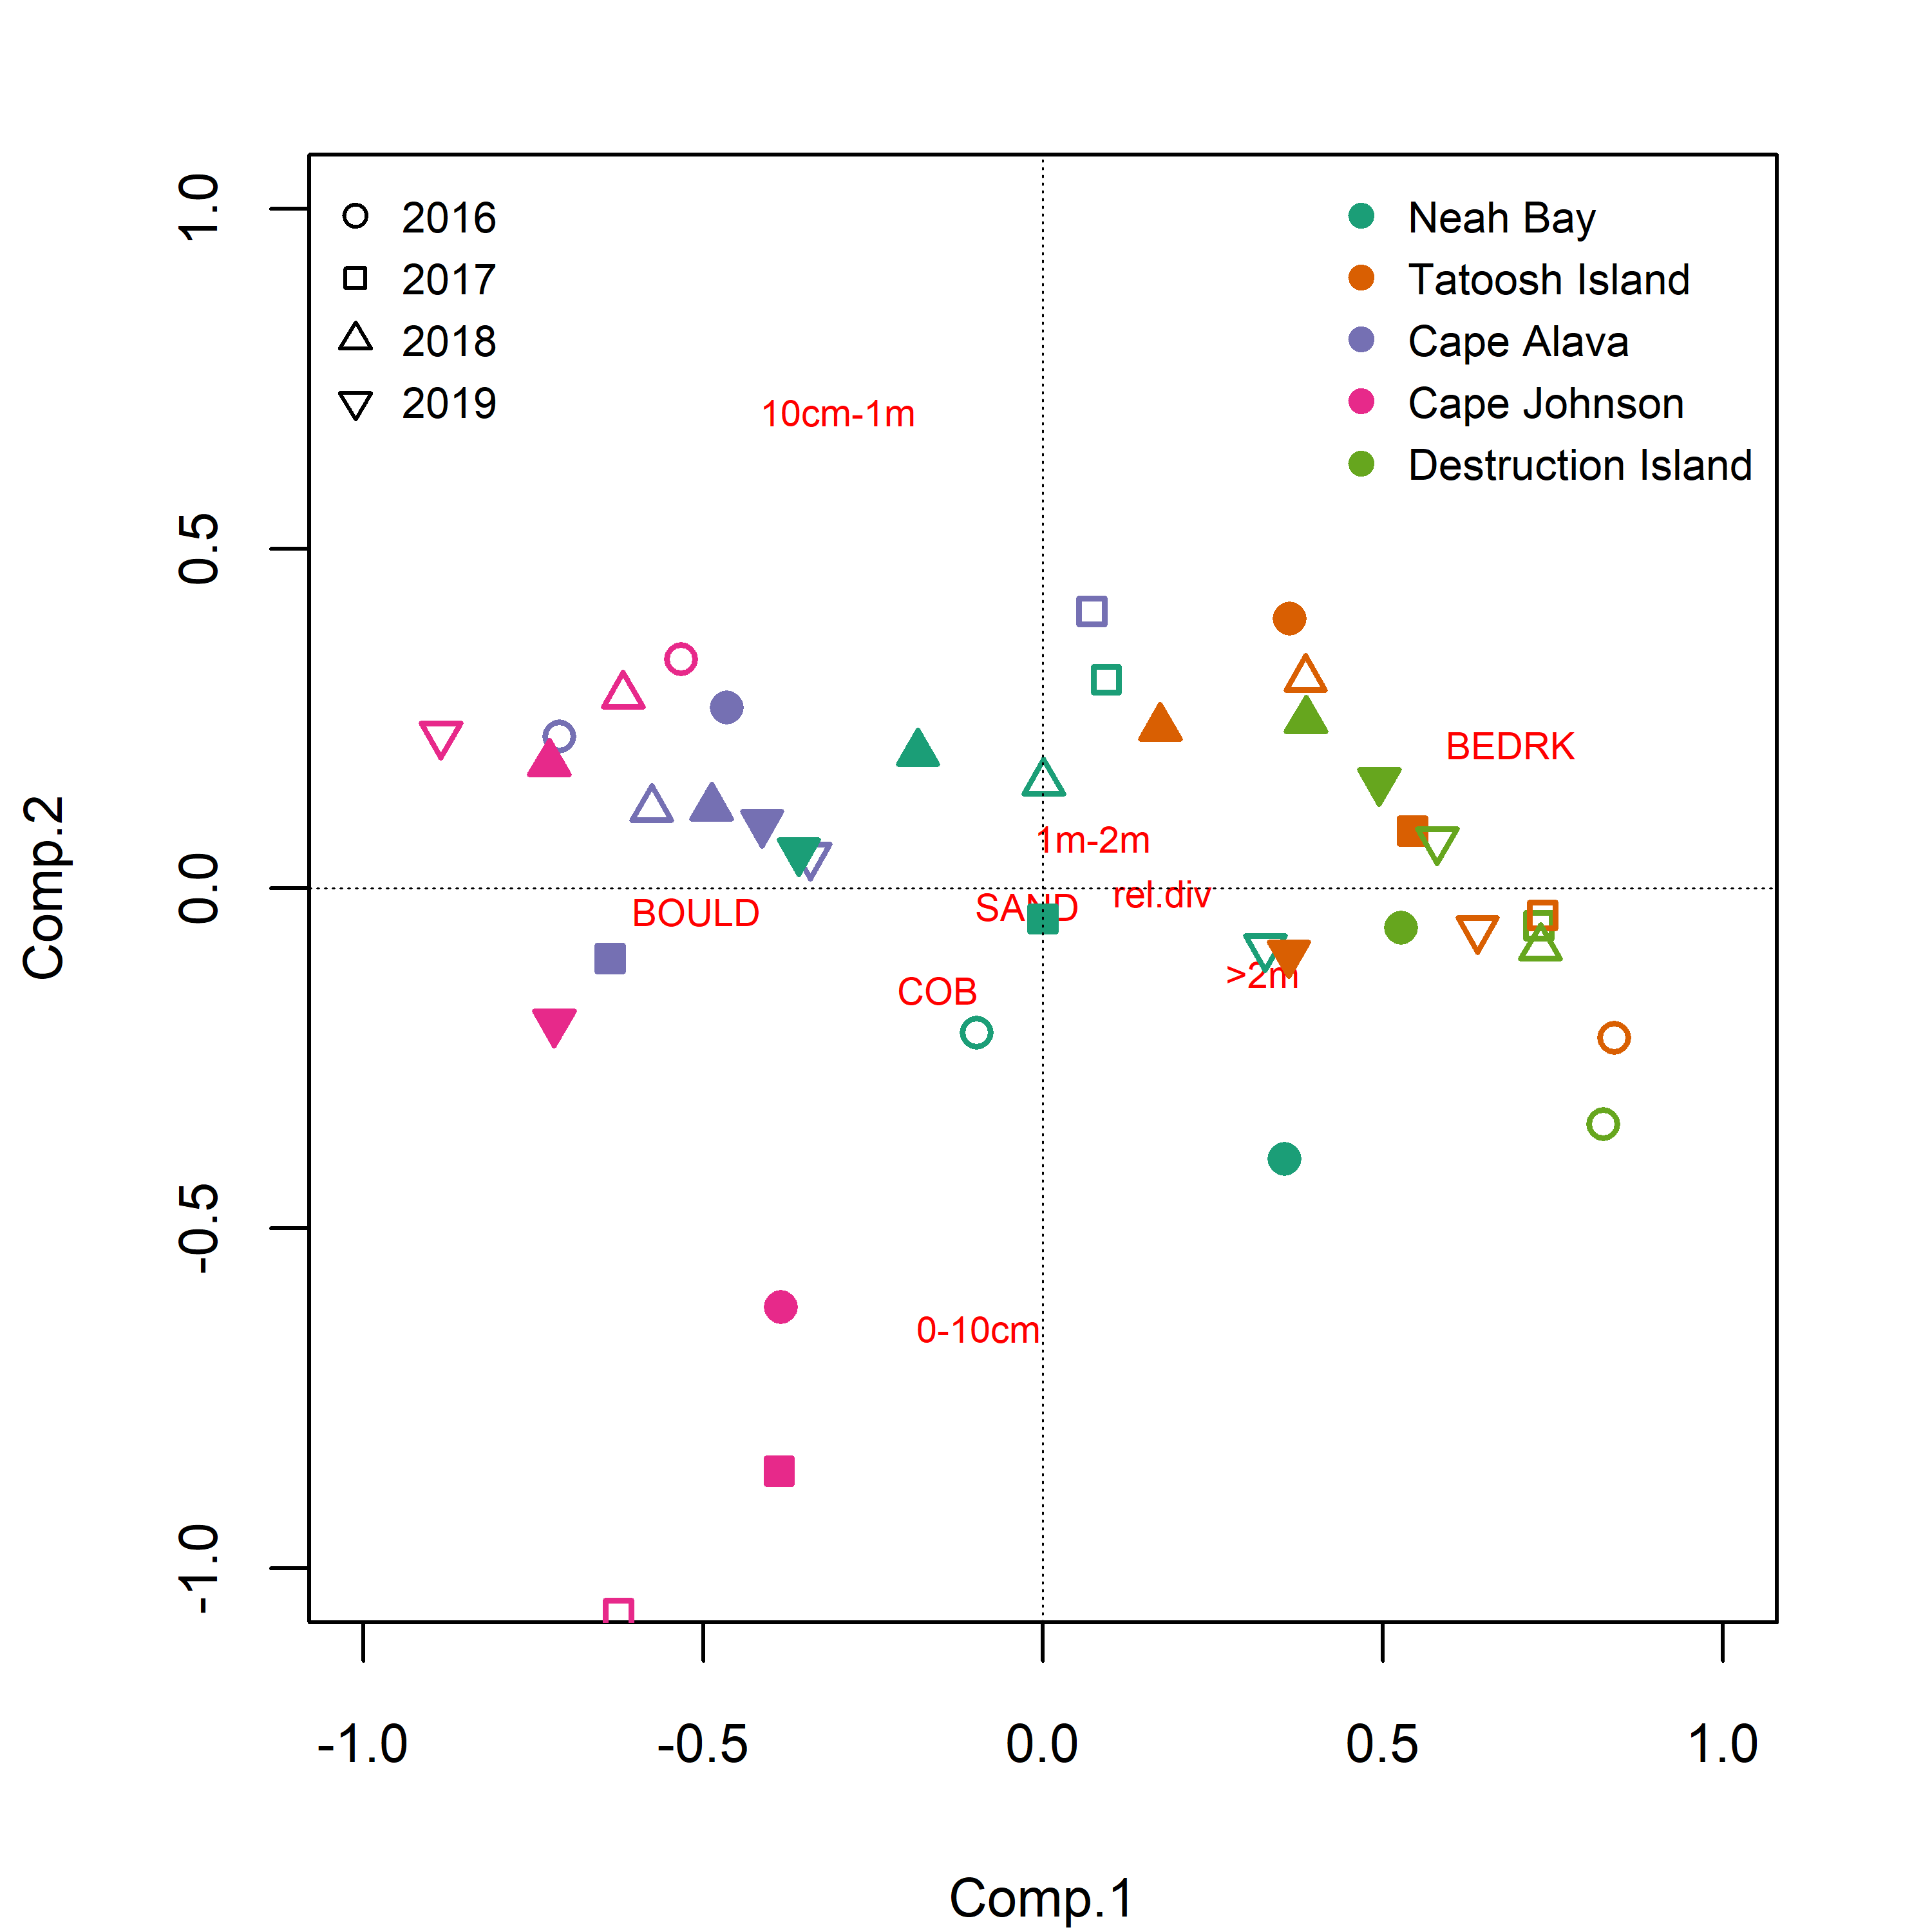 2016
2017
2018
2019
Neah Bay
Tatoosh Island
Cape Alava
Cape Johnson
Destruction Island
10cm-1m
BEDRK
1m-2m
rel.div
SAND
BOULD
>2m
COB
0-10cm
1.0
0.5
0.0
-0.5
-1.0
Comp.2
-1.0 -0.5 0.0 0.5 1.0
Comp.1